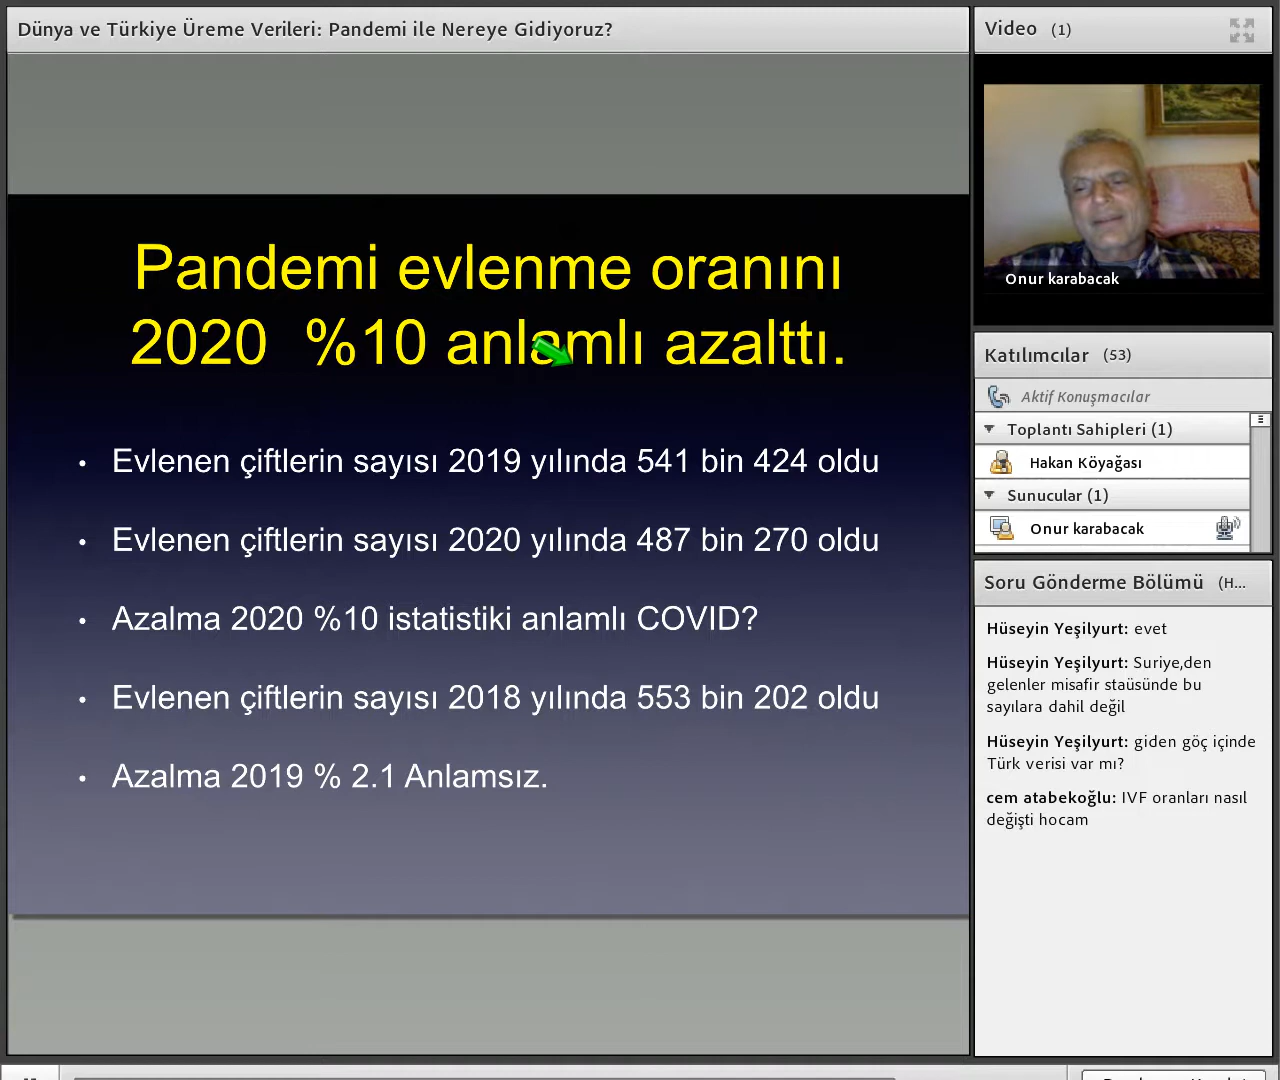 Dünya ve Türkiye Üreme Verileri: Pandemi ile Nereye Gidiyoruz?
Pandemi evlenme oranını
2020 %10 anlamlı azalttı.
• Evlenen çiftlerin sayısı 2019 yılında 541 bin 424 oldu
• Evlenen çiftlerin sayısı 2020 yılında 487 bin 270 oldu
• Azalma 2020 %10 istatistiki anlamlı COVID?
• Evlenen çiftlerin sayısı 2018 yılında 553 bin 202 oldu
• Azalma 2019 % 2.1 Anlamsız.
Video (1)
Onur karabacak
Katılımcılar (53)
Aktif Konuşmacılar
Toplantı Sahipleri (1)
Hakan Köyağası
Sunucular (1)
Onur karabacak
Soru Gönderme Bölümü (H...
Hüseyin Yeşilyurt: evet
Hüseyin Yeşilyurt: Suriye,den
gelenler misafir staüsünde bu
sayılara dahil değil
Hüseyin Yeşilyurt: giden göç içinde
Türk verisi var mı?
cem atabekoğlu: IVF oranları nasıl
değişti hocam